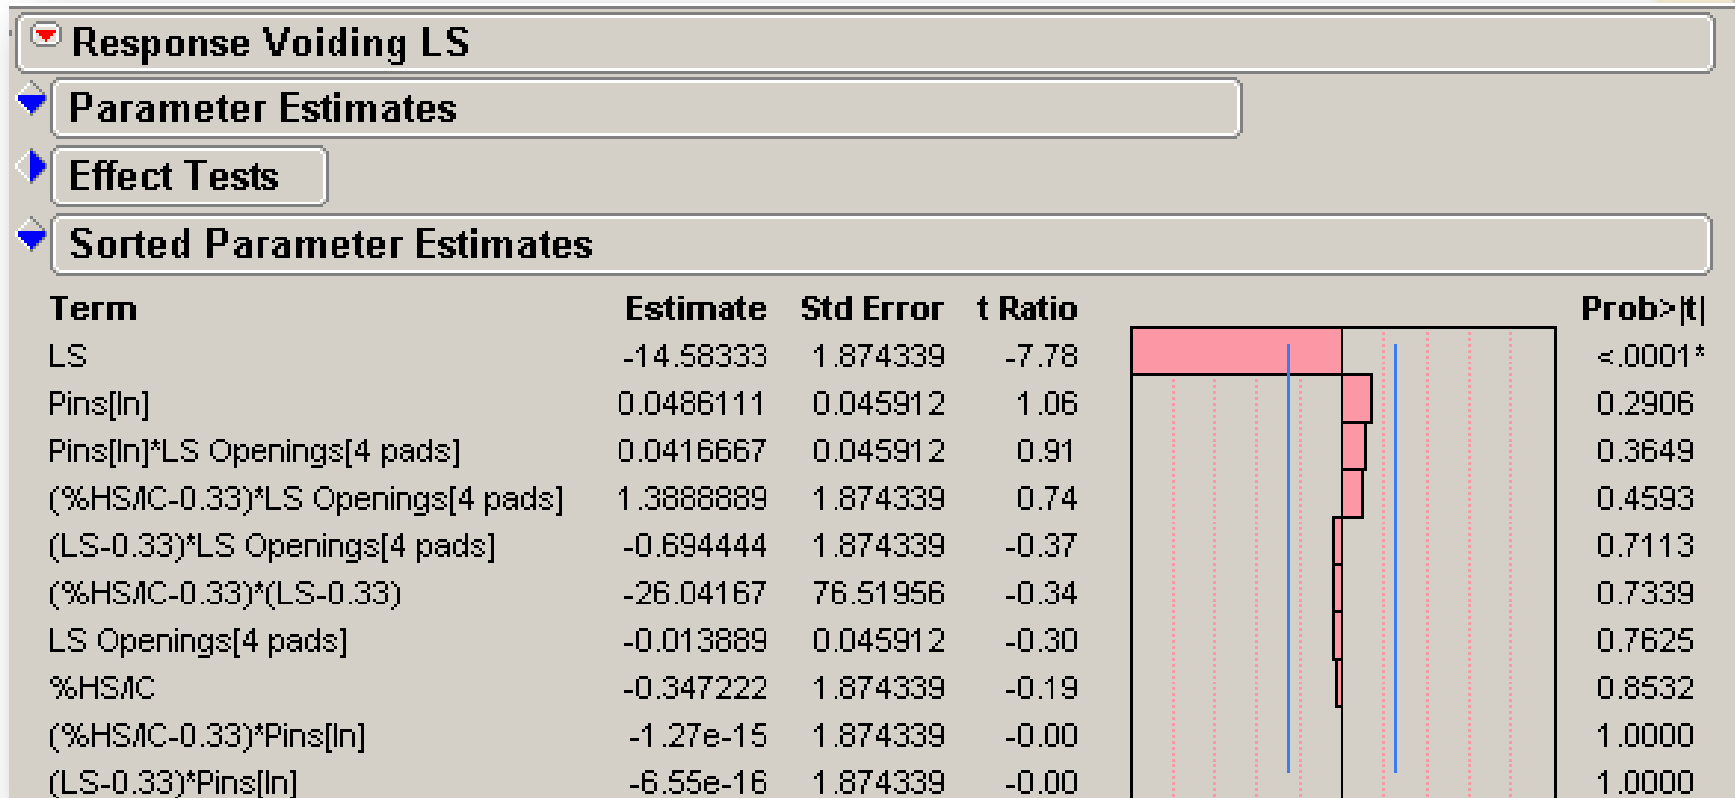 Response Voiding LS
Parameter Estimates
Effect Tests
Sorted Parameter Estimates
Term Estimate Std Error t Ratio Prob>|t|
LS -14.58333 1.874339 -7.78 <.0001*
Pins[In] 0.0486111 0.045912 1.06 0.2906
Pins[In]*LS Openings[4 pads] 0.0416667 0.045912 0.91 0.3649
(%HS/IC-0.33)*LS Openings[4 pads] 1.3888889 1.874339 0.74 0.4593
(LS-0.33)*LS Openings[4 pads] -0.694444 1.874339 -0.37 0.7113
(%HS/IC-0.33)*(LS-0.33) -26.04167 76.51956 -0.34 0.7339
LS Openings[4 pads] -0.013889 0.045912 -0.30 0.7625
%HS/IC -0.347222 1.874339 -0.19 0.8532
(%HS/IC-0.33)*Pins[In] -1.27e-15 1.874339 -0.00 1.0000
(LS-0.33)*Pins[In] -6.55e-16 1.874339 -0.00 1.0000